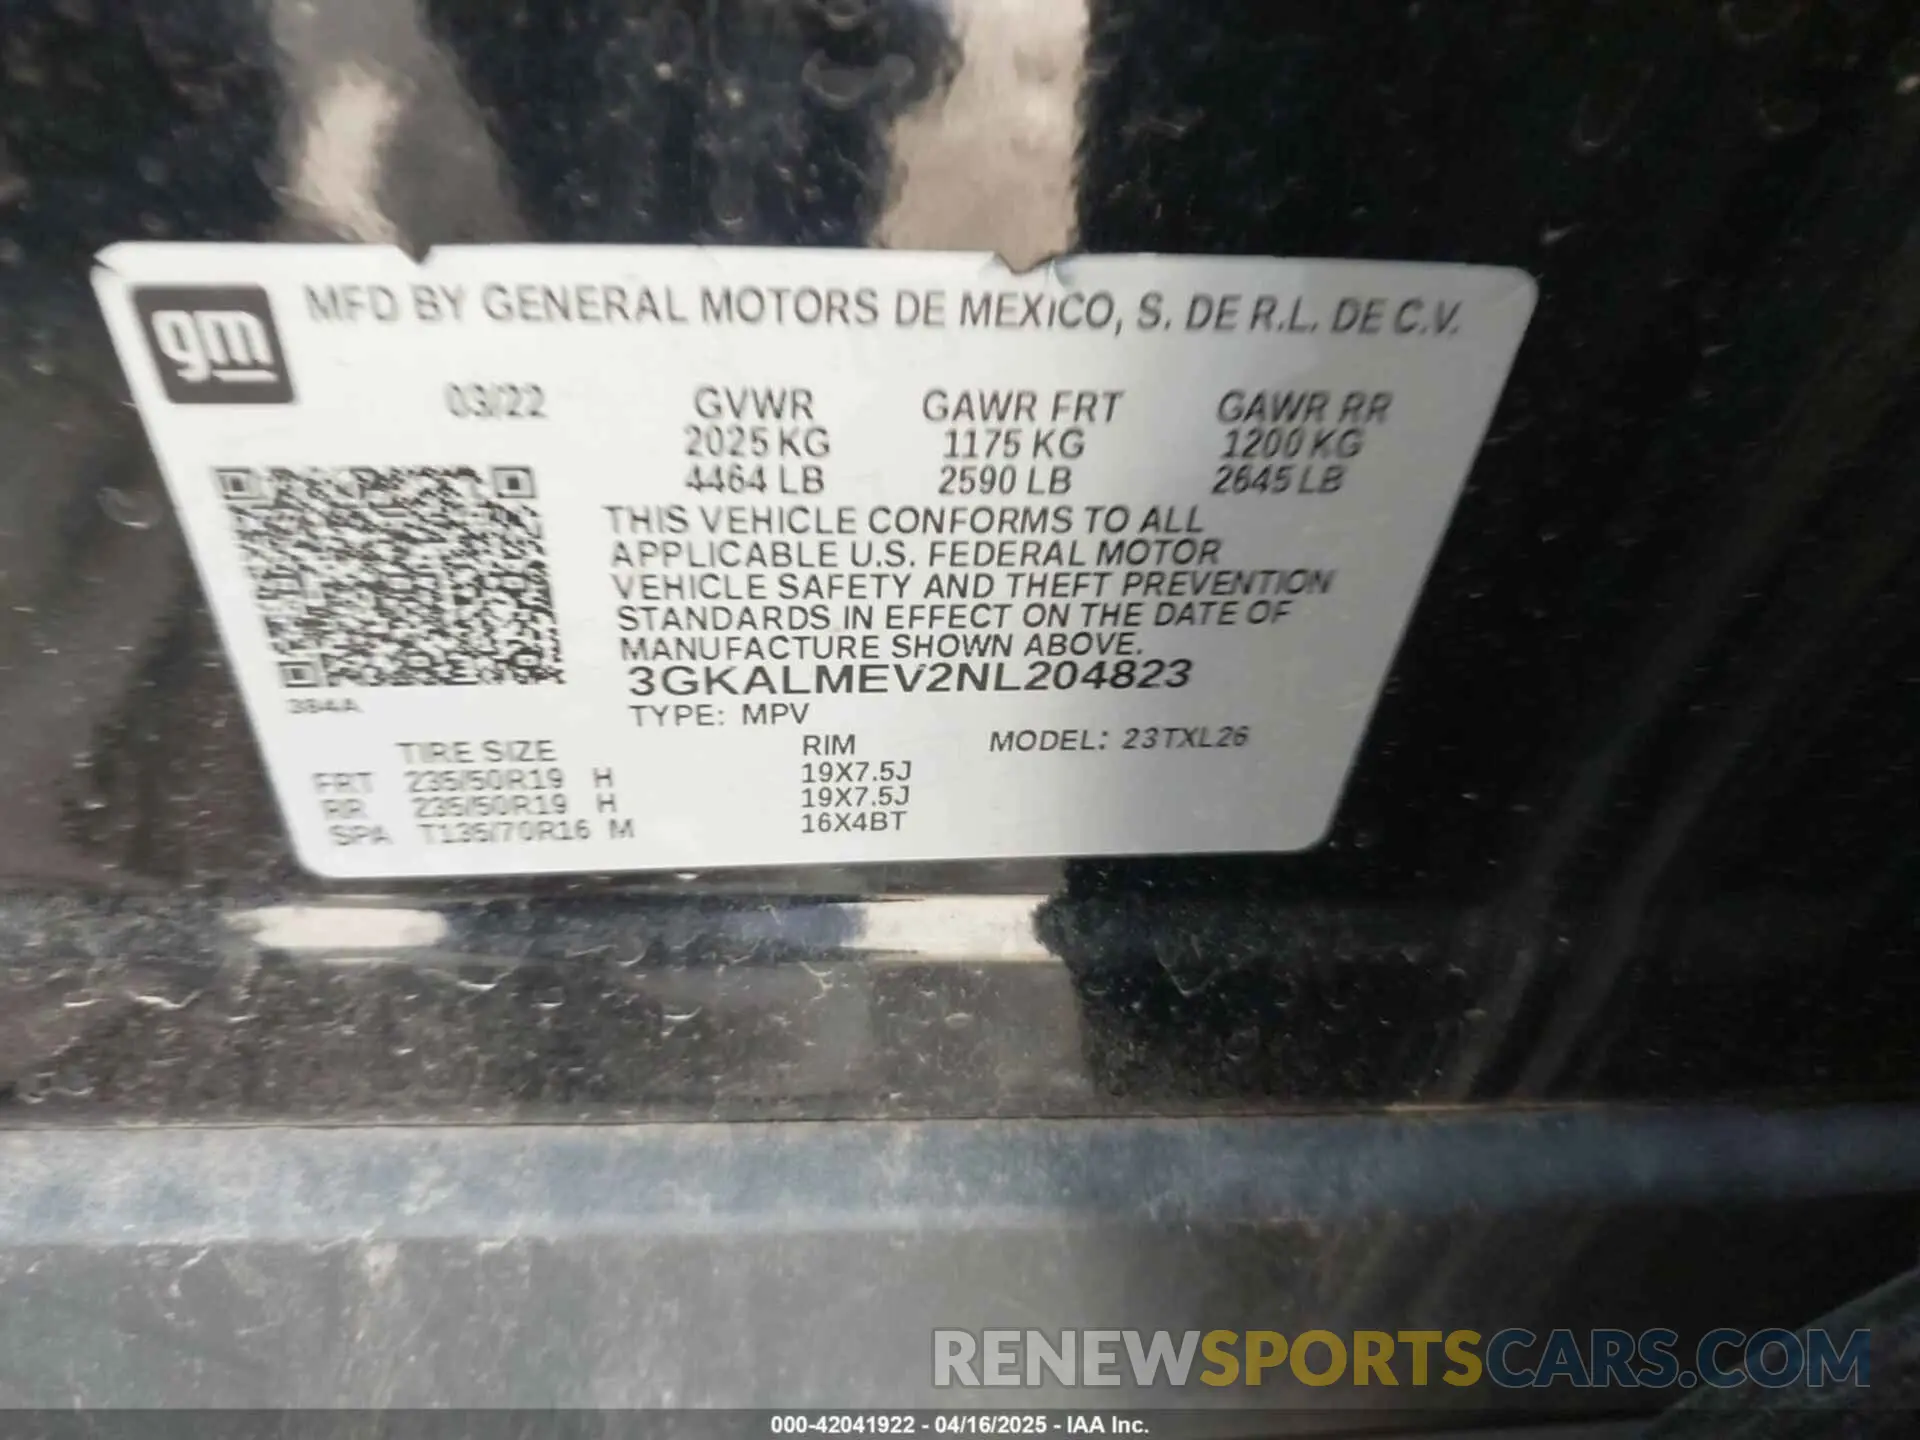 gm
MFD BY GENERAL MOTORS DE MEXICO, S. DE R.L. DE C.V.
03/22 GVWR GAWR FRT GAWR RR
2025 KG 1175 KG 1200 KG
4464 LB 2590 LB 2645 LB
THIS VEHICLE CONFORMS TO ALL
APPLICABLE U.S. FEDERAL MOTOR
VEHICLE SAFETY AND THEFT PREVENTION
STANDARDS IN EFFECT ON THE DATE OF
MANUFACTURE SHOWN ABOVE.
3GKALMEV2NL204823
384A
TYPE: MPV
TIRE SIZE RIM MODEL: 23TXL26
FRT 235/50R19 H 19X7.5J
RR 235/50R19 H 19X7.5J
SPA T135/70R16 M 16X4BT
RENEWSPORTSCARS.COM
000-42041922 - 04/16/2025 - IAA Inc.